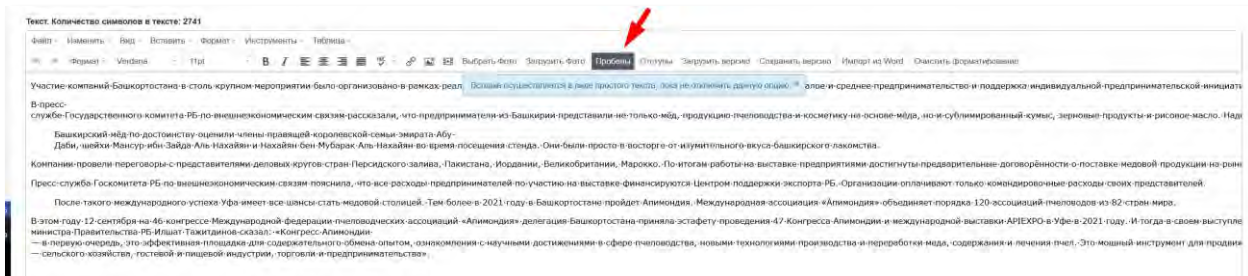 Текст. Количество символов в тексте: 2741
Файл Изменить Вид Вставить Формат Инструменты Таблица
Формат Verdana 11pt B I Выбрать фото Загрузить Фото Пробелы Отступы Загрузить версию Сохранить версию Импорт из Word Очистить форматирование
Вставка осуществляется в виде простого текста, пока не отключить данную опцию. ×
Участие·компаний·Башкортостана·в·столь·крупном·мероприятии·было·организовано·в·рамках·реал алое·и·среднее·предпринимательство·и·поддержка·индивидуальной·предпринимательской·инициати
В·пресс-
службе·Государственного·комитета·РБ·по·внешнеэкономическим·связям·рассказали,·что·предприниматели·из·Башкирии·представили·не·только·мёд,·продукцию·пчеловодства·и·косметику·на·основе·мёда,·но·и·сублимированный·кумыс,·зерновые·продукты·и·рисовое·масло.·Над
Башкирский·мёд·по·достоинству·оценили·члены·правящей·королевской·семьи·эмирата·Абу-
Даби,·шейхи·Мансур·ибн·Зайда·Аль·Нахайян·и·Нахайян·бен·Мубарак·Аль·Нахайан·во·время·посещения·стенда.·Они·были·просто·в·восторге·от·изумительного·вкуса·башкирского·лакомства.
Компании·провели·переговоры·с·представителями·деловых·кругов·стран·Персидского·залива,·Пакистана,·Иордании,·Великобритании,·Марокко.·По·итогам·работы·на·выставке·предприятиями·достигнуты·предварительные·договорённости·о·поставке·медовой·продукции·на·рын
Пресс-служба·Госкомитета·РБ·по·внешнеэкономическим·связям·пояснила,·что·все·расходы·предпринимателей·по·участию·на·выставке·финансируются·Центром·поддержки·экспорта·РБ.·Организации·оплачивают·только·командировочные·расходы·своих·представителей.
После·такого·международного·успеха·Уфа·имеет·все·шансы·стать·медовой·столицей.·Тем·более·в·2021·году·в·Башкортостане·пройдет·Апимондия.·Международная·ассоциация·«Апимондия»·объединяет·порядка·120·ассоциаций·пчеловодов·из·82·стран·мира.
В·этом·году·12·сентября·на·46·конгрессе·Международной·федерации·пчеловодческих·ассоциаций·«Апимондия»·делегация·Башкортостана·приняла·эстафету·проведения·47·Конгресса·Апимондии·и·международной·выставки·APIEXPO·в·Уфе·в·2021·году.·И·тогда·в·своем·выступле
министра·Правительства·РБ·Илшат·Тажитдинов·сказал:·«Конгресс·Апимондии·
—·в·первую·очередь,·это·эффективная·площадка·для·содержательного·обмена·опытом,·ознакомления·с·научными·достижениями·в·сфере·пчеловодства,·новыми·технологиями·производства·и·переработки·меда,·содержания·и·лечения·пчел.·Это·мощный·инструмент·для·продвиж
—·сельского·хозяйства,·гостевой·и·пищевой·индустрии,·торговли·и·предпринимательства».